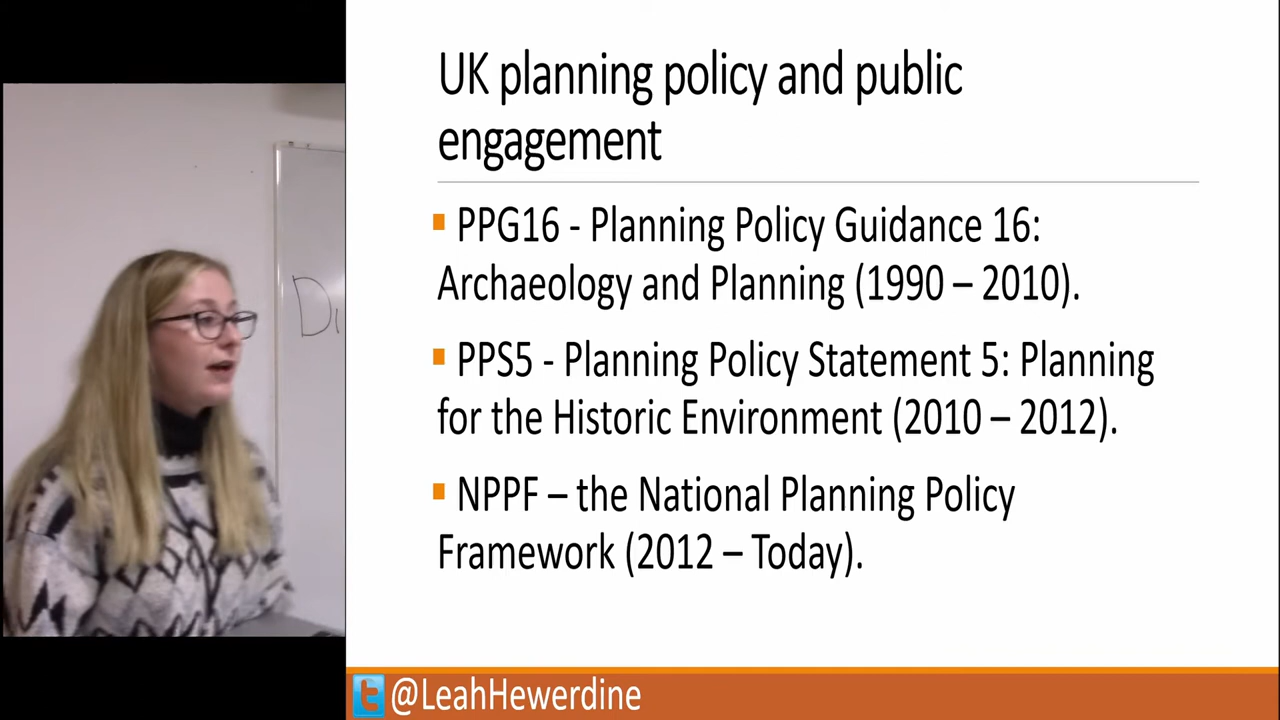 UK planning policy and public
engagement
▪ PPG16 - Planning Policy Guidance 16:
Archaeology and Planning (1990 – 2010).
▪ PPS5 - Planning Policy Statement 5: Planning
for the Historic Environment (2010 – 2012).
▪ NPPF – the National Planning Policy
Framework (2012 – Today).
@LeahHewerdine